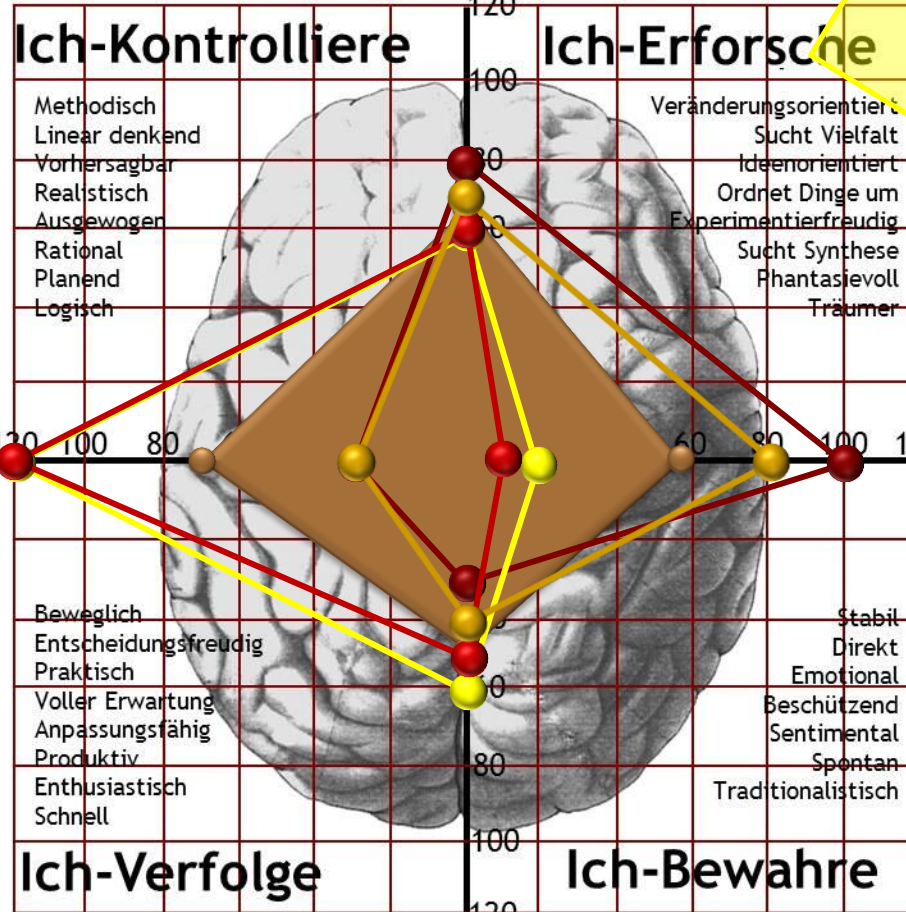 120
Ich-Kontrolliere
Ich-Erforsche
100
Methodisch
Linear denkend
Vorhersagbar
Realistisch
Ausgewogen
Rational
Planend
Logisch
Veränderungsorientiert
Sucht Vielfalt
Ideenorientiert
Ordnet Dinge um
Experimentierfreudig
Sucht Synthese
Phantasievoll
Träumer
100
80
60
80
100
Beweglich
Entscheidungsfreudig
Praktisch
Voller Erwartung
Anpassungsfähig
Produktiv
Enthusiastisch
Schnell
Stabil
Direkt
Emotional
Beschützend
Sentimental
Spontan
Traditionalistisch
80
100
Ich-Verfolge
Ich-Bewahre
120